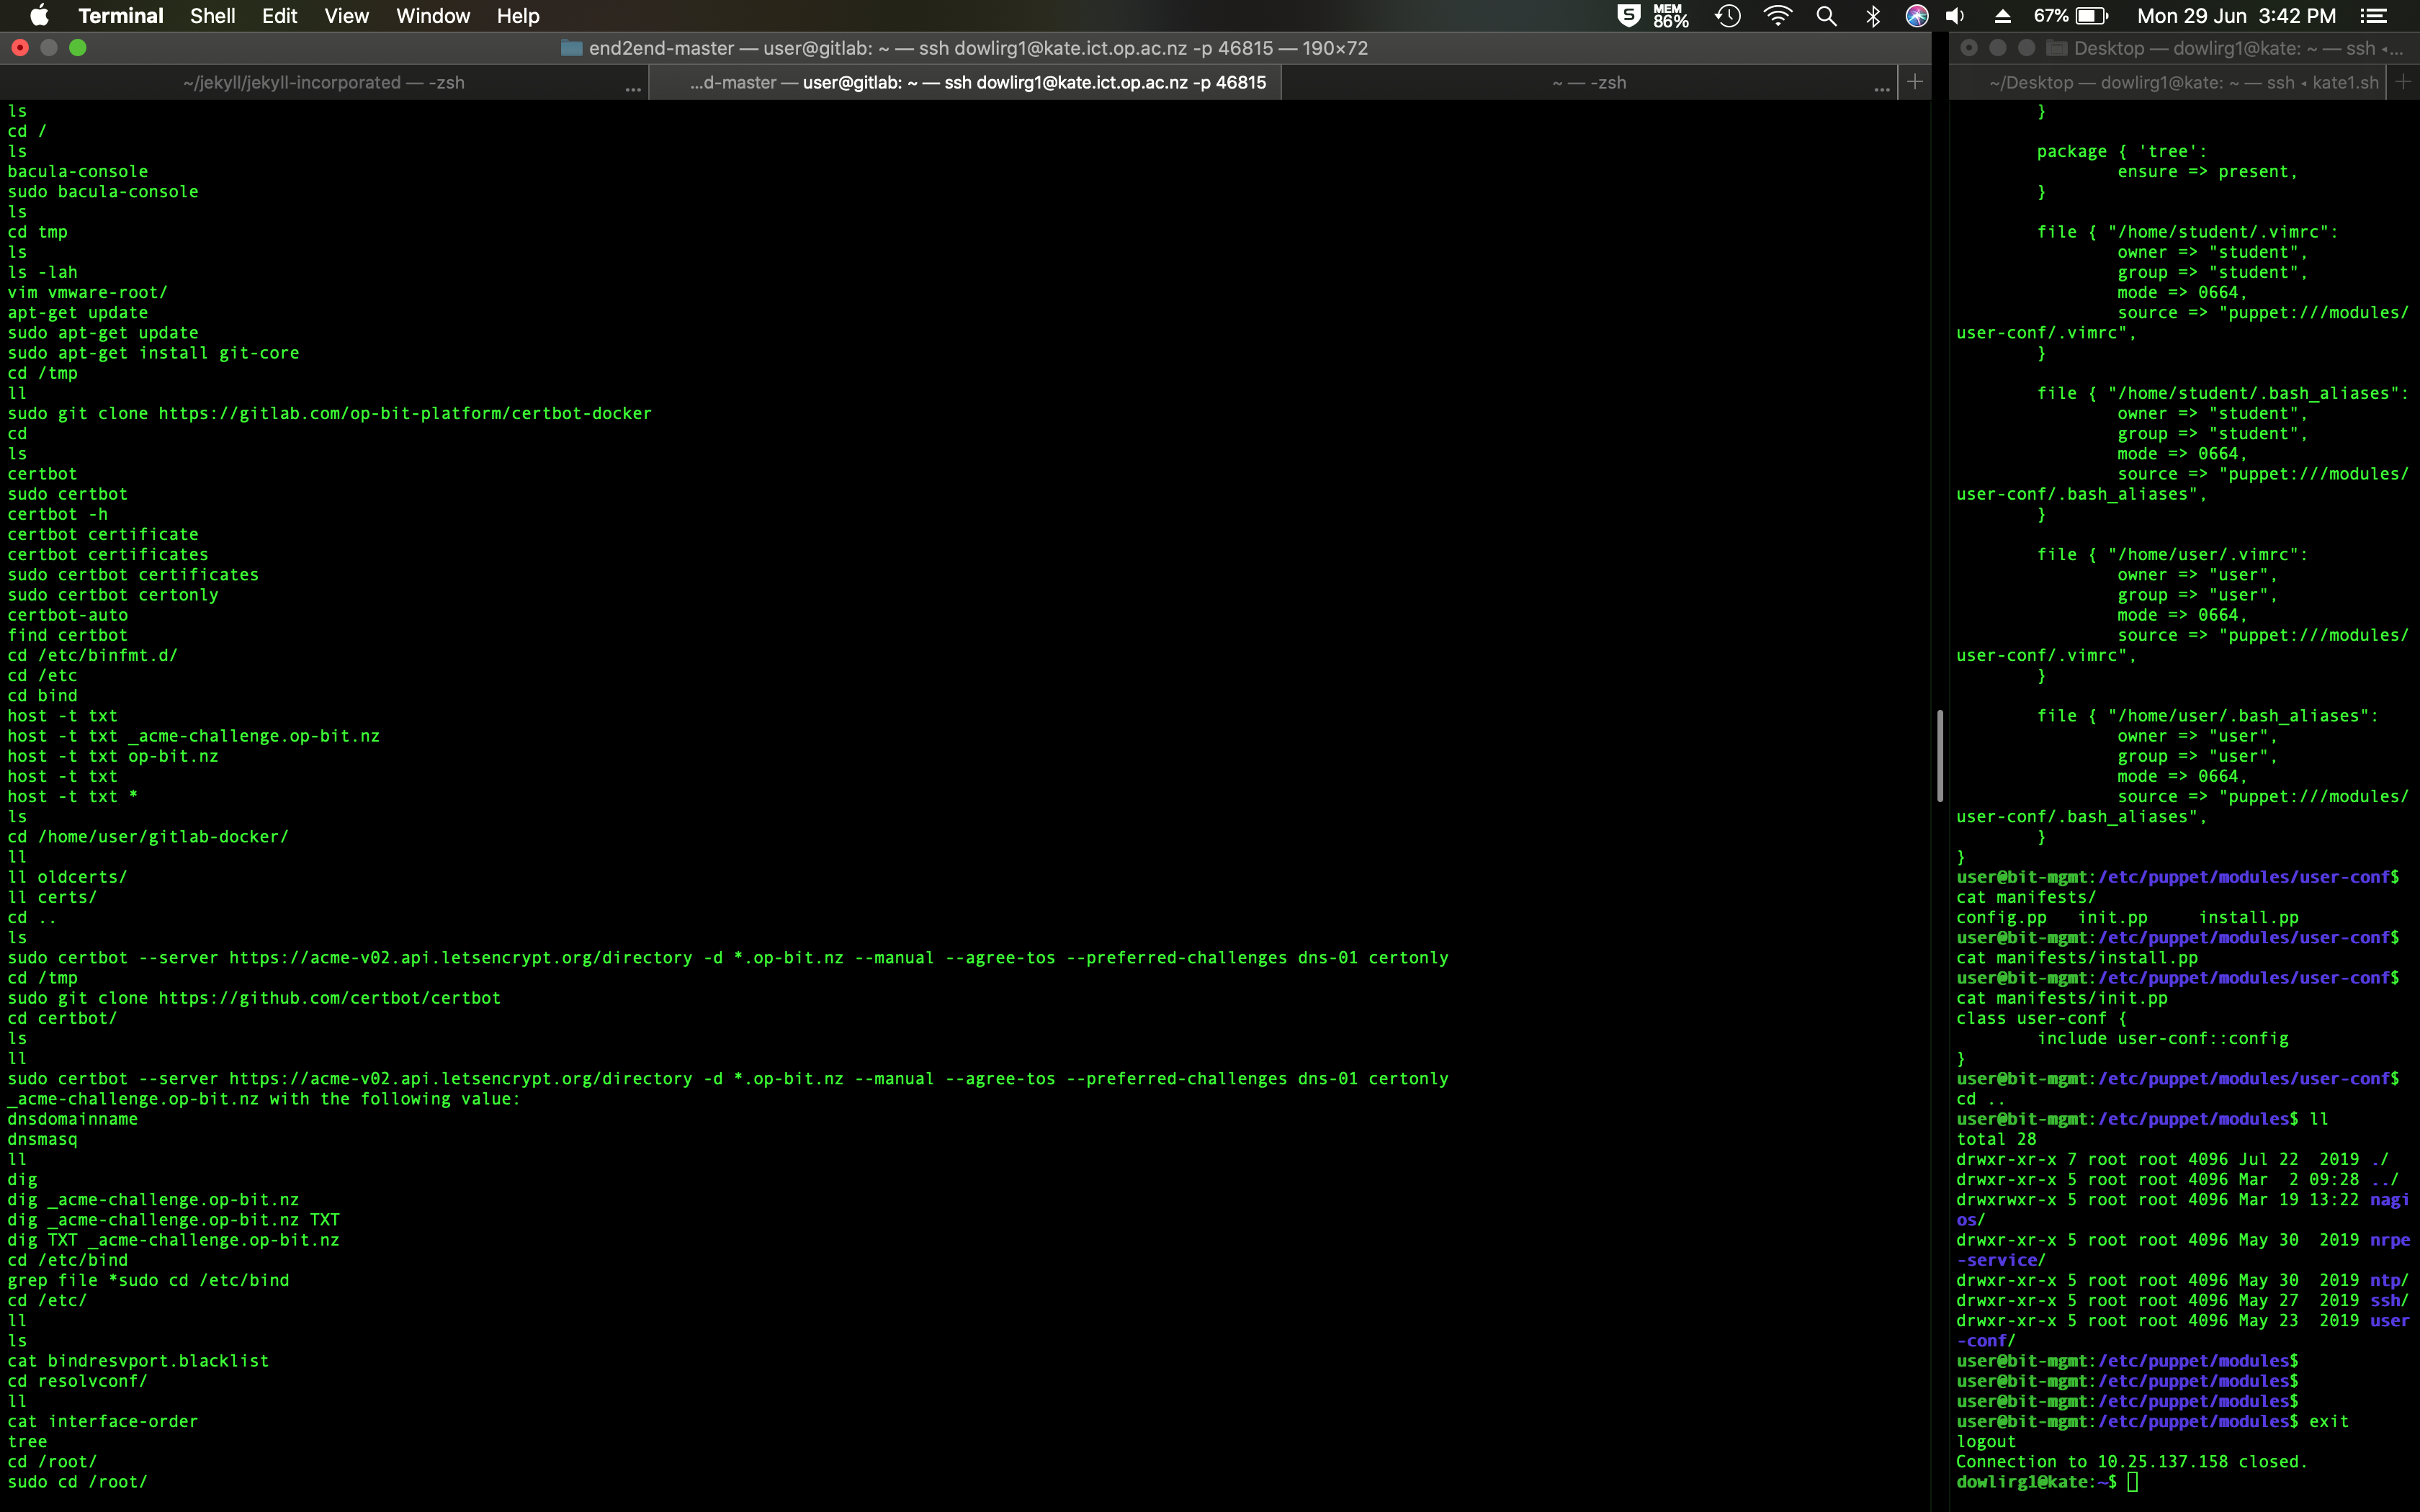 Terminal Shell Edit View Window Help
S MEM 86% 67% Mon 29 Jun 3:42 PM
end2end-master — user@gitlab: ~ — ssh dowlirg1@kate.ict.op.ac.nz -p 46815 — 190×72
~/jekyll/jekyll-incorporated — -zsh ... ...d-master — user@gitlab: ~ — ssh dowlirg1@kate.ict.op.ac.nz -p 46815 ~ — -zsh ... +
ls
cd /
ls
bacula-console
sudo bacula-console
ls
cd tmp
ls
ls -lah
vim vmware-root/
apt-get update
sudo apt-get update
sudo apt-get install git-core
cd /tmp
ll
sudo git clone https://gitlab.com/op-bit-platform/certbot-docker
cd
ls
certbot
sudo certbot
certbot -h
certbot certificate
certbot certificates
sudo certbot certificates
sudo certbot certonly
certbot-auto
find certbot
cd /etc/binfmt.d/
cd /etc
cd bind
host -t txt
host -t txt _acme-challenge.op-bit.nz
host -t txt op-bit.nz
host -t txt
host -t txt *
ls
cd /home/user/gitlab-docker/
ll
ll oldcerts/
ll certs/
cd ..
ls
sudo certbot --server https://acme-v02.api.letsencrypt.org/directory -d *.op-bit.nz --manual --agree-tos --preferred-challenges dns-01 certonly
cd /tmp
sudo git clone https://github.com/certbot/certbot
cd certbot/
ls
ll
sudo certbot --server https://acme-v02.api.letsencrypt.org/directory -d *.op-bit.nz --manual --agree-tos --preferred-challenges dns-01 certonly
_acme-challenge.op-bit.nz with the following value:
dnsdomainname
dnsmasq
ll
dig
dig _acme-challenge.op-bit.nz
dig _acme-challenge.op-bit.nz TXT
dig TXT _acme-challenge.op-bit.nz
cd /etc/bind
grep file *sudo cd /etc/bind
cd /etc/
ll
ls
cat bindresvport.blacklist
cd resolvconf/
ll
cat interface-order
tree
cd /root/
sudo cd /root/
Desktop — dowlirg1@kate: ~ — ssh ◂...
~/Desktop — dowlirg1@kate: ~ — ssh ◂ kate1.sh +
}
package { 'tree':
ensure => present,
}
file { "/home/student/.vimrc":
owner => "student",
group => "student",
mode => 0664,
source => "puppet:///modules/
user-conf/.vimrc",
}
file { "/home/student/.bash_aliases":
owner => "student",
group => "student",
mode => 0664,
source => "puppet:///modules/
user-conf/.bash_aliases",
}
file { "/home/user/.vimrc":
owner => "user",
group => "user",
mode => 0664,
source => "puppet:///modules/
user-conf/.vimrc",
}
file { "/home/user/.bash_aliases":
owner => "user",
group => "user",
mode => 0664,
source => "puppet:///modules/
user-conf/.bash_aliases",
}
}
user@bit-mgmt:/etc/puppet/modules/user-conf$
cat manifests/
config.pp init.pp install.pp
user@bit-mgmt:/etc/puppet/modules/user-conf$
cat manifests/install.pp
user@bit-mgmt:/etc/puppet/modules/user-conf$
cat manifests/init.pp
class user-conf {
include user-conf::config
}
user@bit-mgmt:/etc/puppet/modules/user-conf$
cd ..
user@bit-mgmt:/etc/puppet/modules$ ll
total 28
drwxr-xr-x 7 root root 4096 Jul 22 2019 ./
drwxr-xr-x 5 root root 4096 Mar 2 09:28 ../
drwxrwxr-x 5 root root 4096 Mar 19 13:22 nagi
os/
drwxr-xr-x 5 root root 4096 May 30 2019 nrpe
-service/
drwxr-xr-x 5 root root 4096 May 30 2019 ntp/
drwxr-xr-x 5 root root 4096 May 27 2019 ssh/
drwxr-xr-x 5 root root 4096 May 23 2019 user
-conf/
user@bit-mgmt:/etc/puppet/modules$
user@bit-mgmt:/etc/puppet/modules$
user@bit-mgmt:/etc/puppet/modules$
user@bit-mgmt:/etc/puppet/modules$ exit
logout
Connection to 10.25.137.158 closed.
dowlirg1@kate:~$